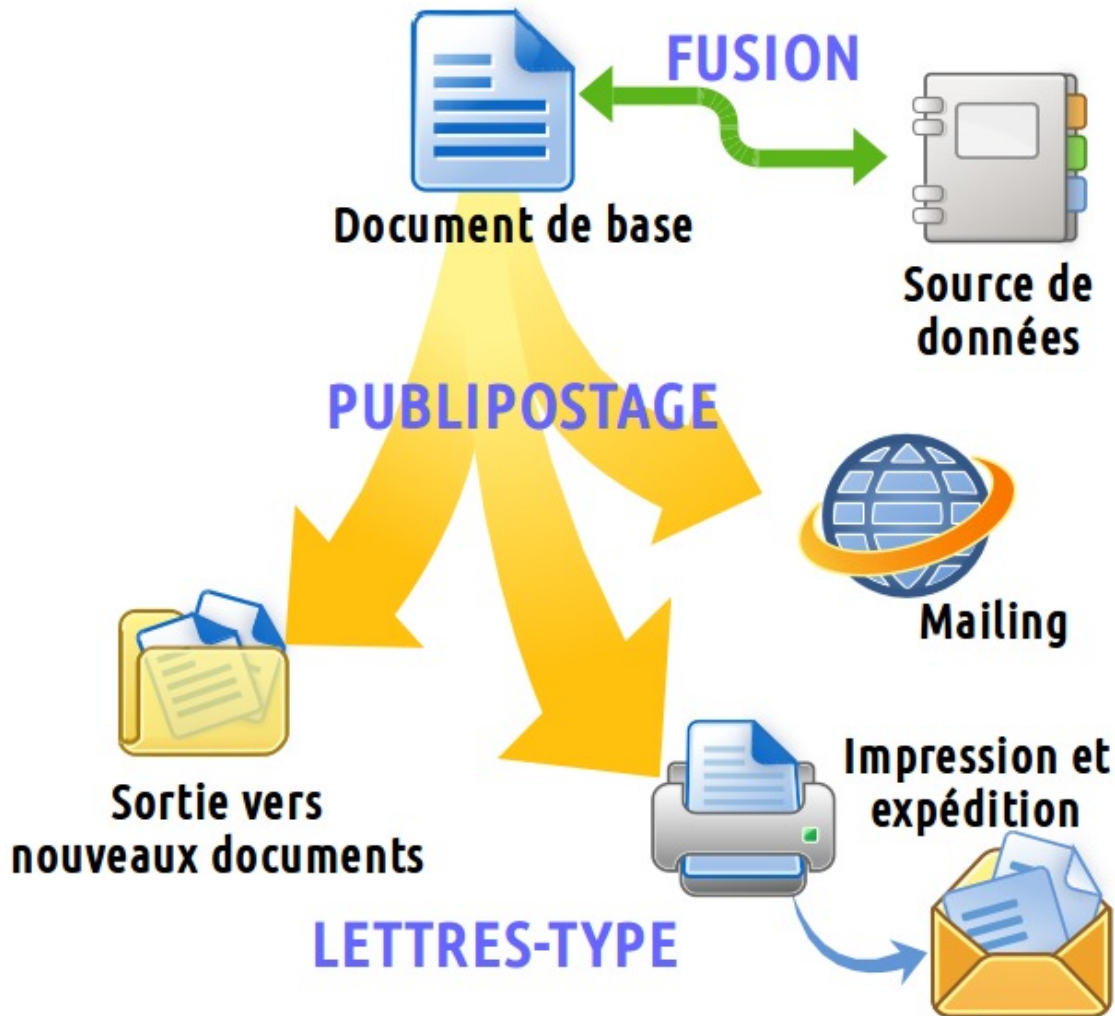 FUSION
Document de base
Source de
données
PUBLIPOSTAGE
Mailing
Impression et
expédition
Sortie vers
nouveaux documents
LETTRES-TYPE